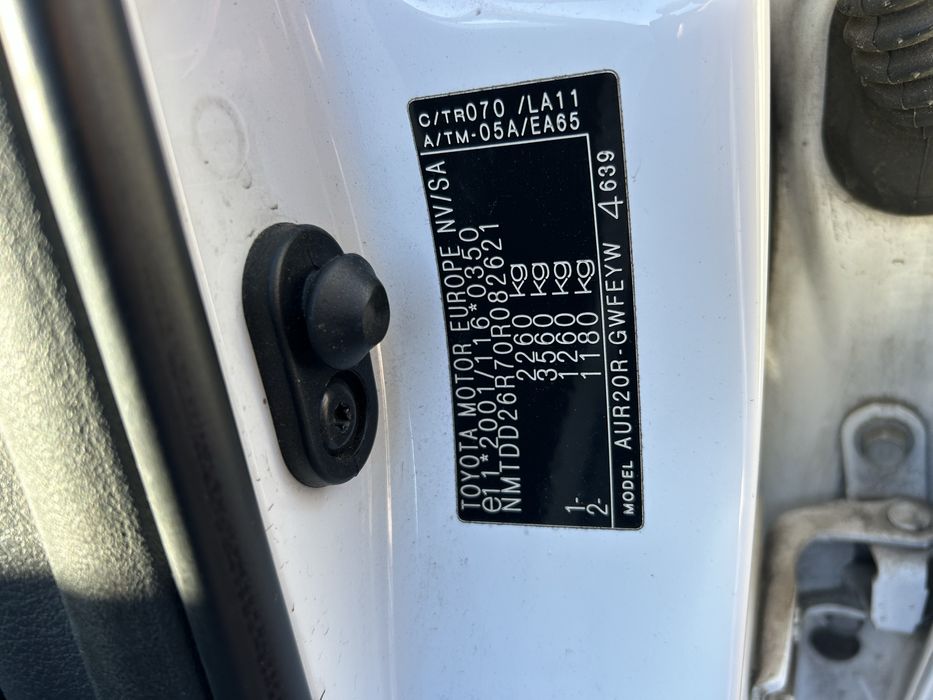 TOYOTA MOTOR EUROPE NV/SA
e11*2001/116*0350
NMTDD26R70R082621
2260 kg
3560 kg
1- 1260 kg
2- 1180 kg
C/TR070 /LA11
A/TM-05A/EA65
MODEL AUR20R-GWFEYW 4639